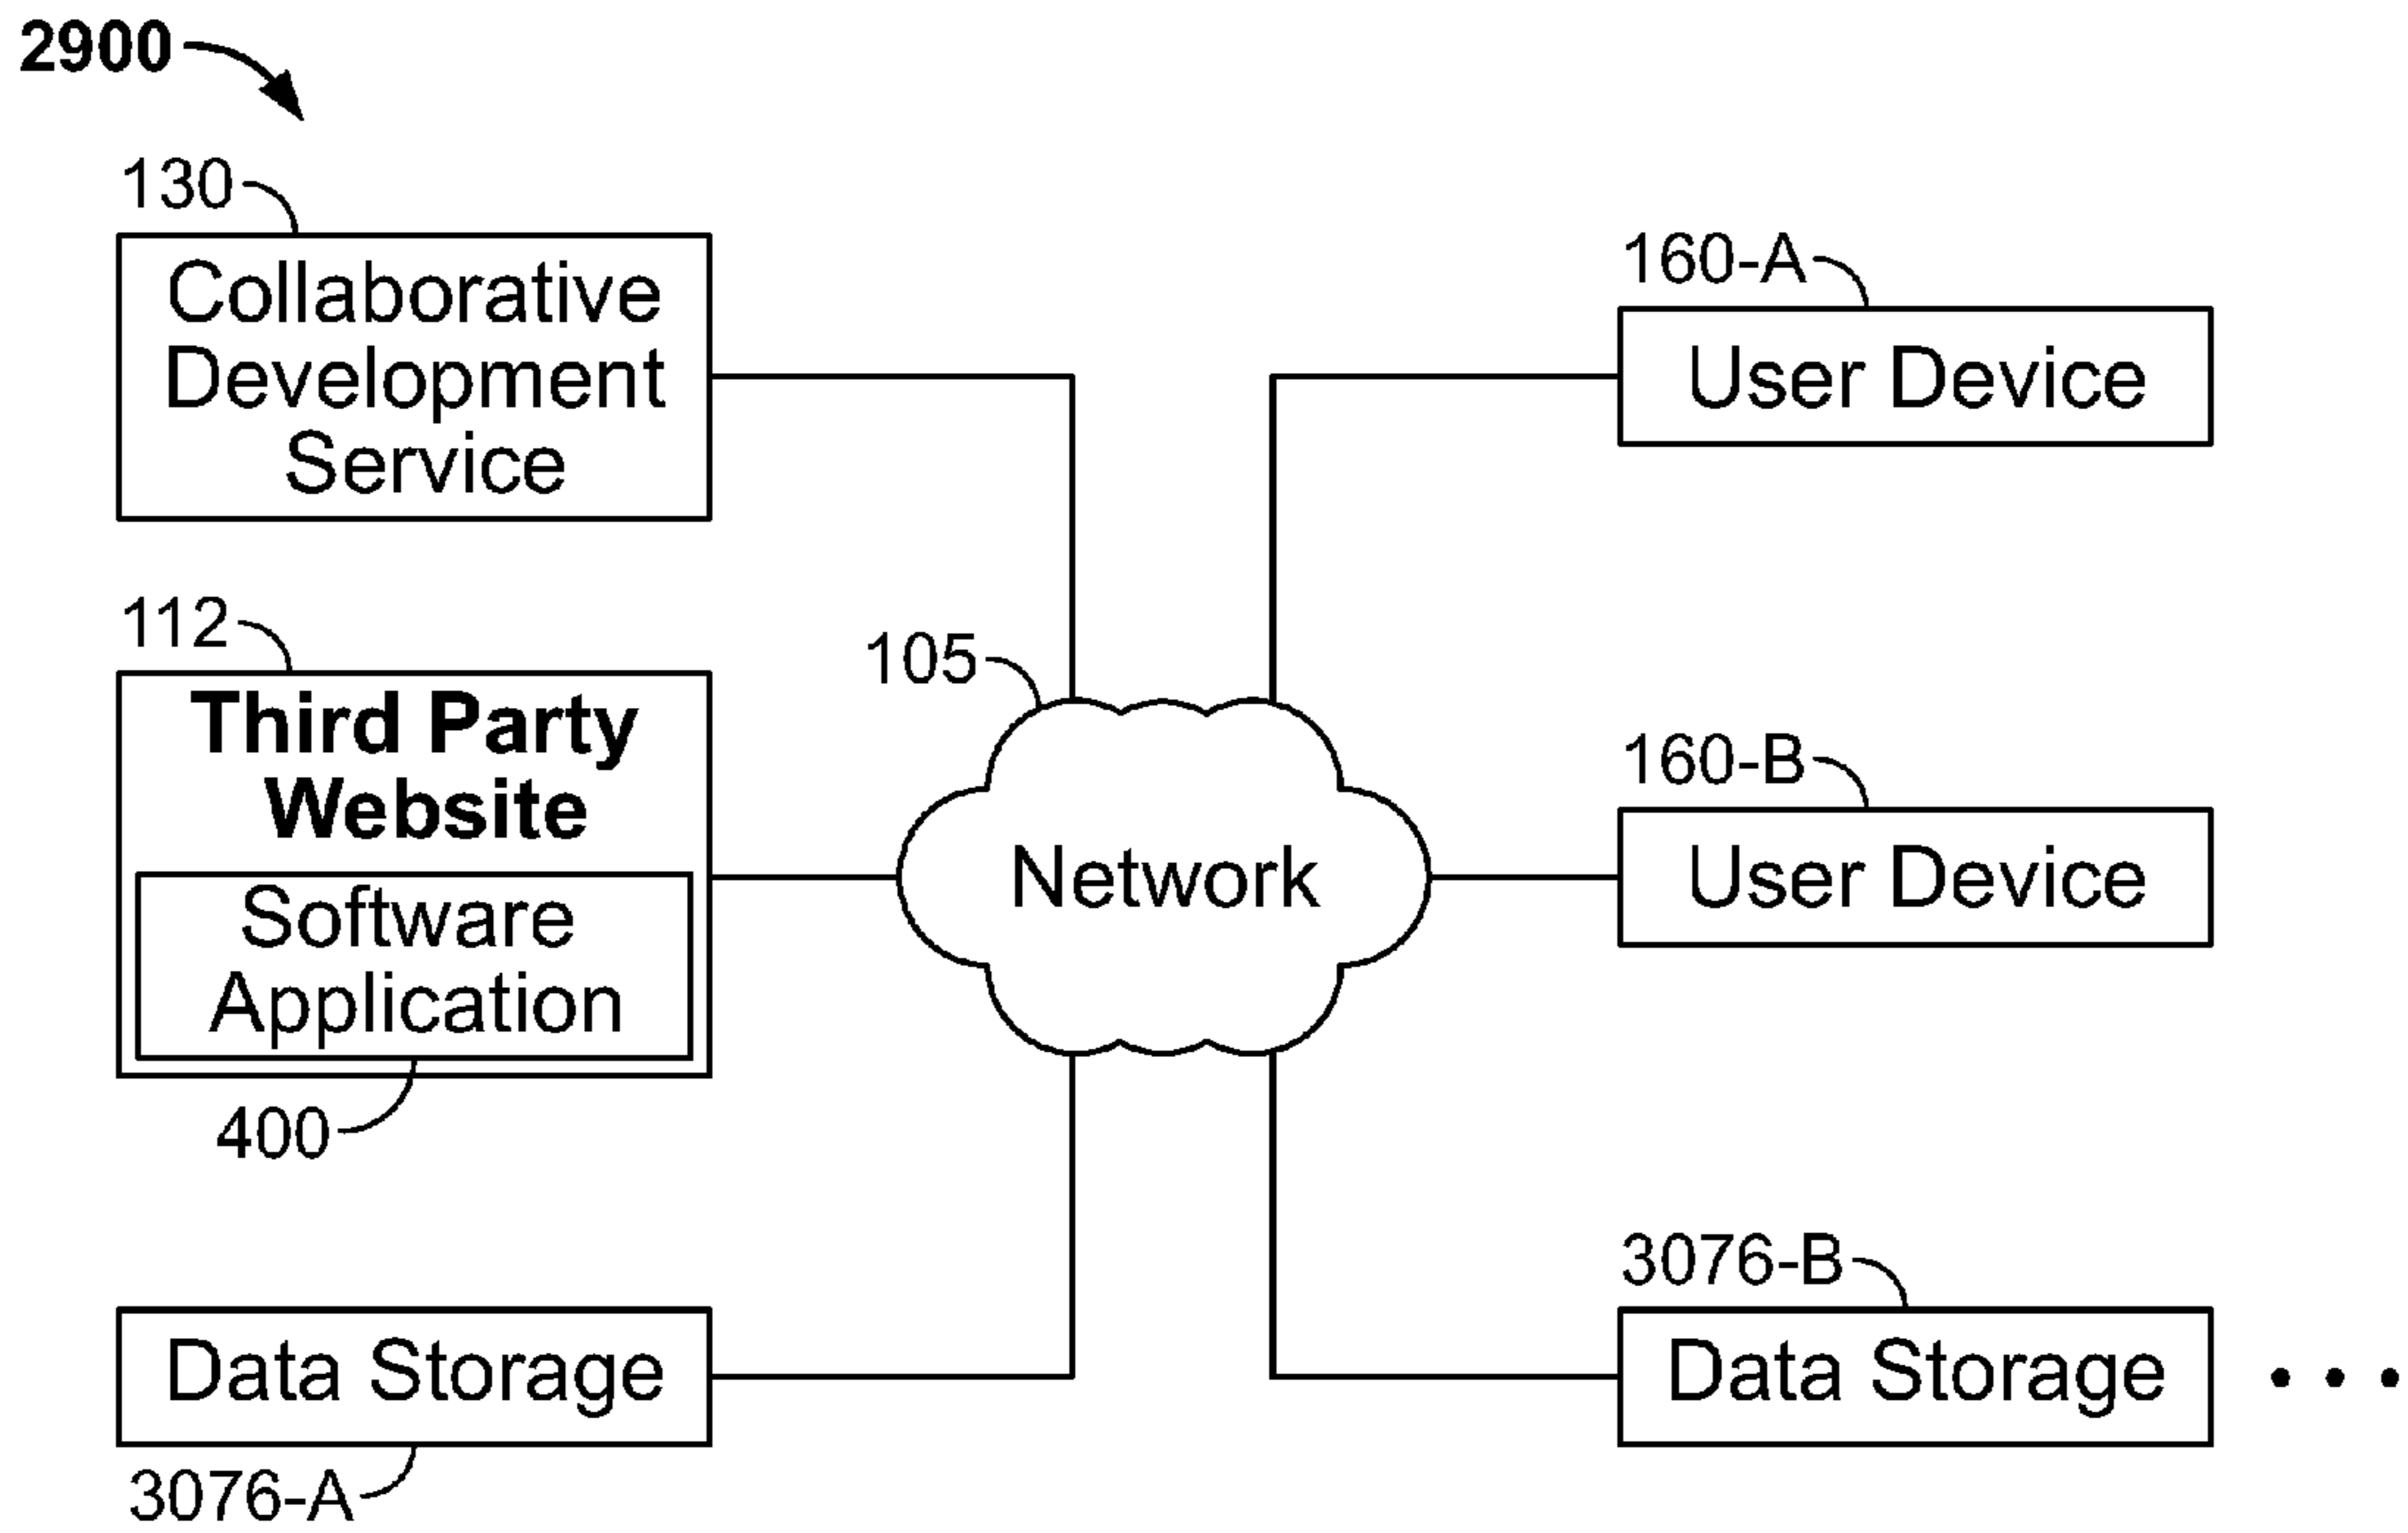 2900
130
Collaborative
Development
Service
160-A
User Device
112
Third Party
Website
Software
Application
400
105
Network
160-B
User Device
Data Storage
3076-A
3076-B
Data Storage
• • •